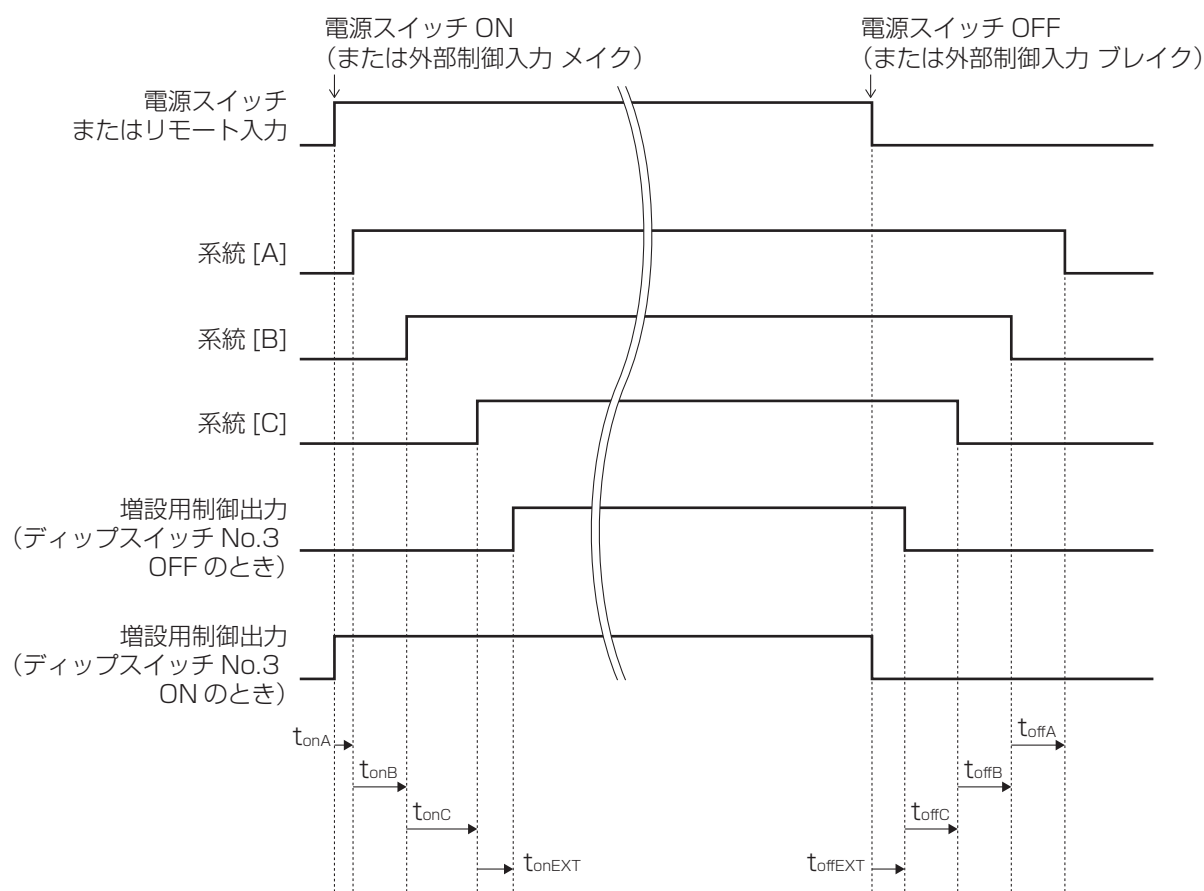 電源スイッチ ON
（または外部制御入力 メイク）
電源スイッチ OFF
（または外部制御入力 ブレイク）
電源スイッチ
またはリモート入力
系統 [A]
系統 [B]
系統 [C]
増設用制御出力
（ディップスイッチ No.3
OFF のとき）
増設用制御出力
（ディップスイッチ No.3
ON のとき）
tonA
toffA
tonB
toffB
tonC
toffC
tonEXT
toffEXT